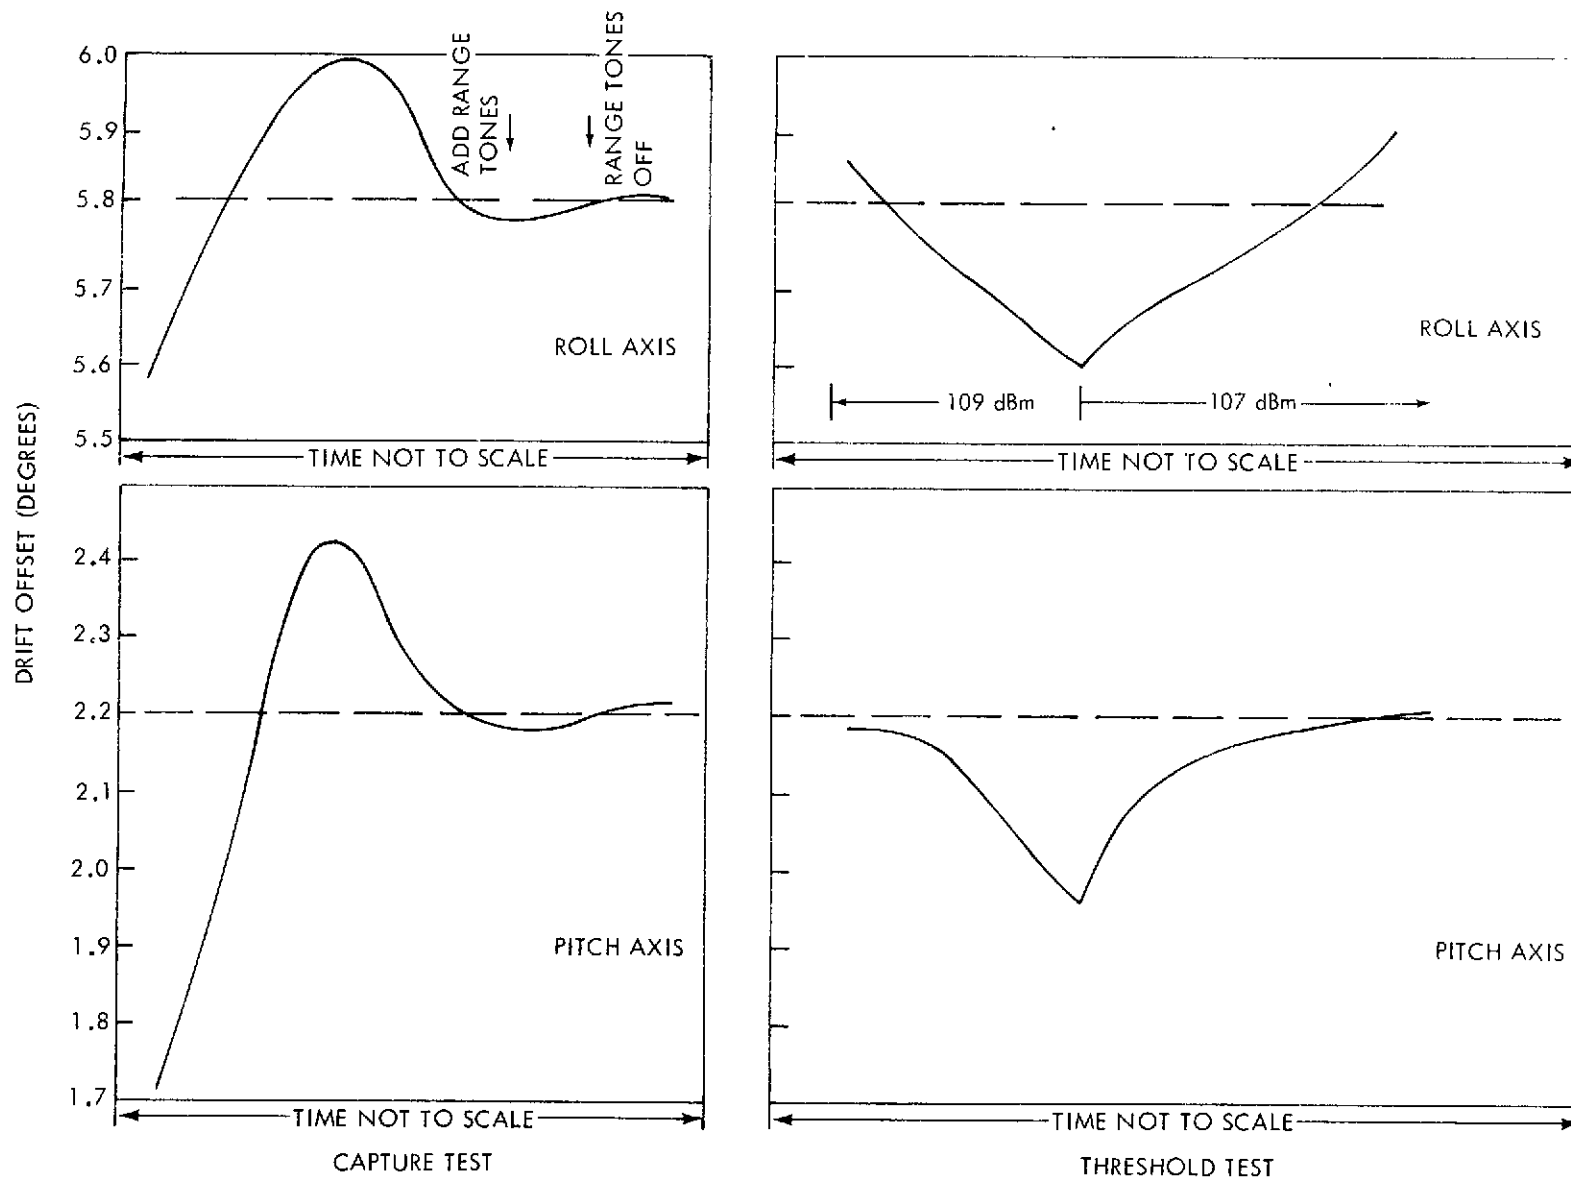 DRIFT OFFSET (DEGREES)
6.0
5.9
5.8
5.7
5.6
5.5
ADD RANGE
TONES
RANGE TONES
OFF
ROLL AXIS
TIME NOT TO SCALE
ROLL AXIS
109 dBm
107 dBm
TIME NOT TO SCALE
2.4
2.3
2.2
2.1
2.0
1.9
1.8
1.7
PITCH AXIS
TIME NOT TO SCALE
CAPTURE TEST
PITCH AXIS
TIME NOT TO SCALE
THRESHOLD TEST